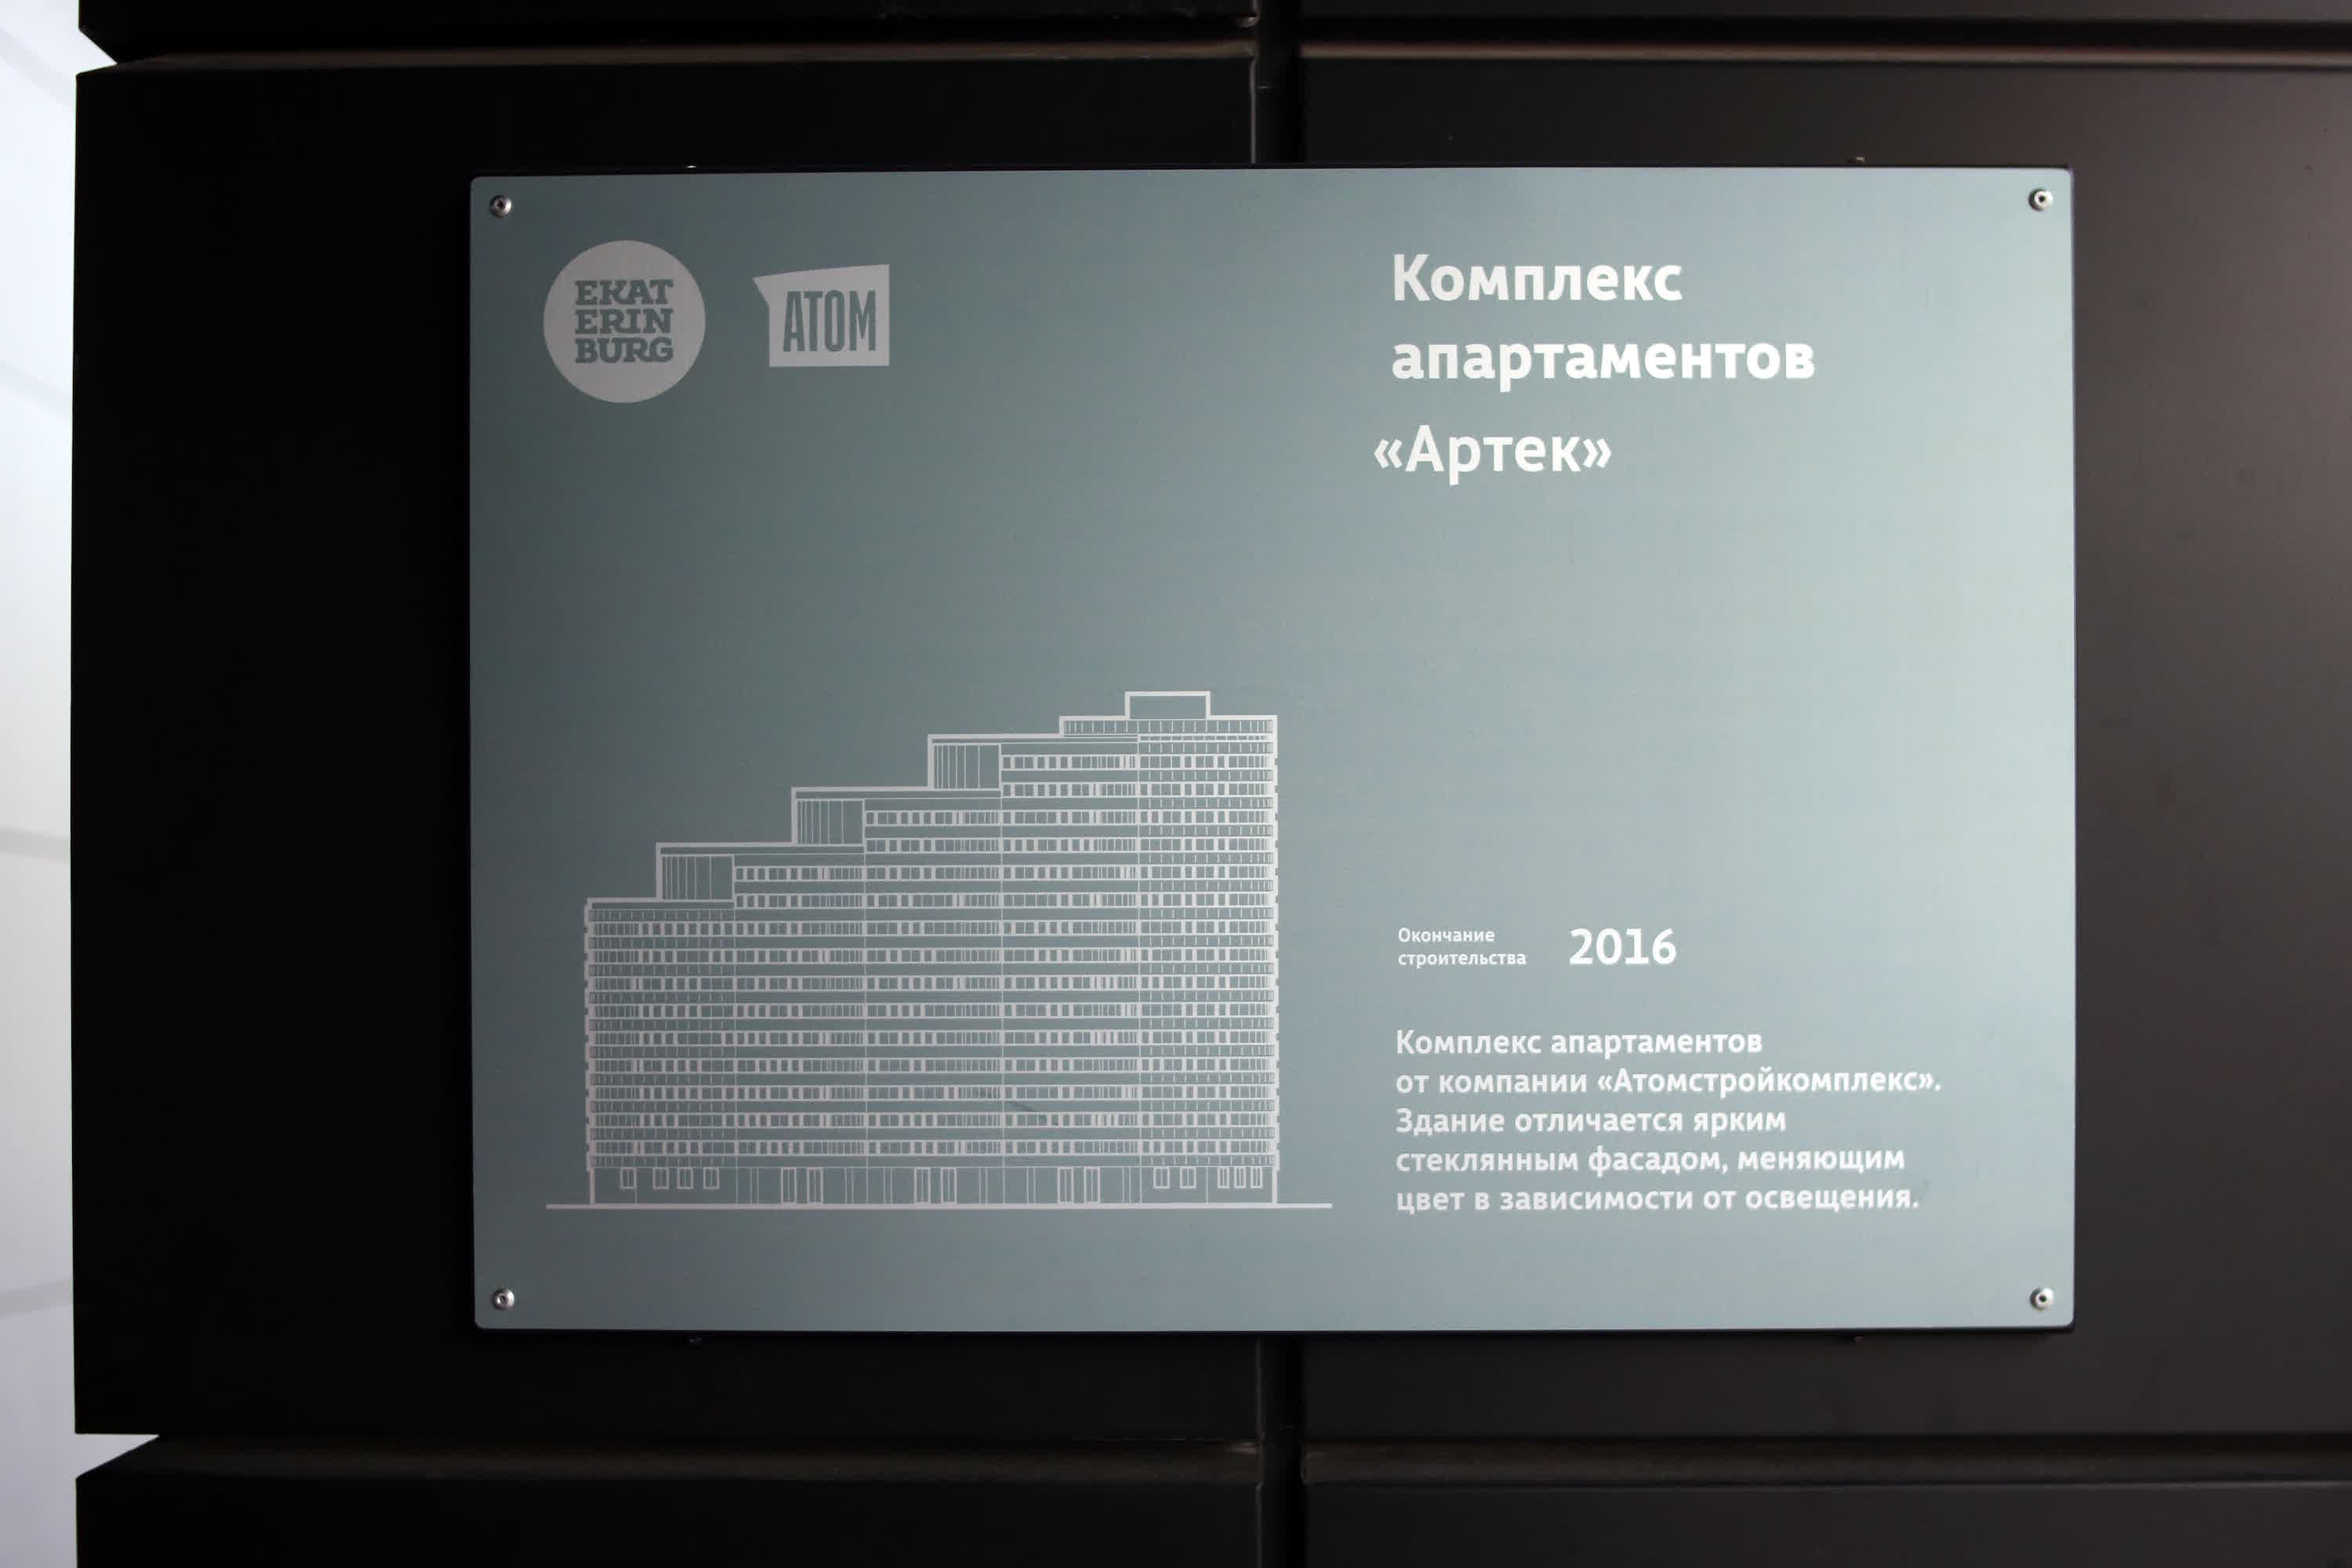 EKAT
ERIN
BURG
АТОМ
Комплекс
апартаментов
«Артек»
Окончание
строительства
2016
Комплекс апартаментов
от компании «Атомстройкомплекс».
Здание отличается ярким
стеклянным фасадом, меняющим
цвет в зависимости от освещения.